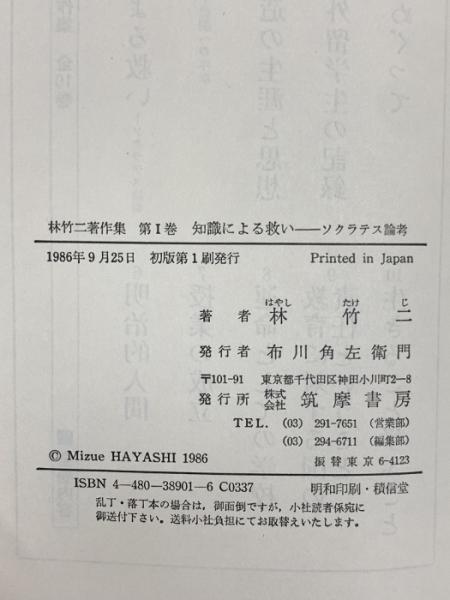 林竹二著作集 第Ⅰ巻 知識による救い――ソクラテス論考
1986年9月25日 初版第1刷発行 Printed in Japan
はやし たけ じ
著者 林竹二
発行者 布川角左衛門
〒101-91 東京都千代田区神田小川町2—8
発行所 株式会社 筑摩書房
TEL. (03) 291-7651 (営業部)
(03) 294-6711 (編集部)
© Mizue HAYASHI 1986 振替東京6-4123
ISBN 4—480—38901—6 C0337 明和印刷・積信堂
乱丁・落丁本の場合は，御面倒ですが，小社読者係宛に
御送付下さい。送料小社負担にてお取替えいたします。